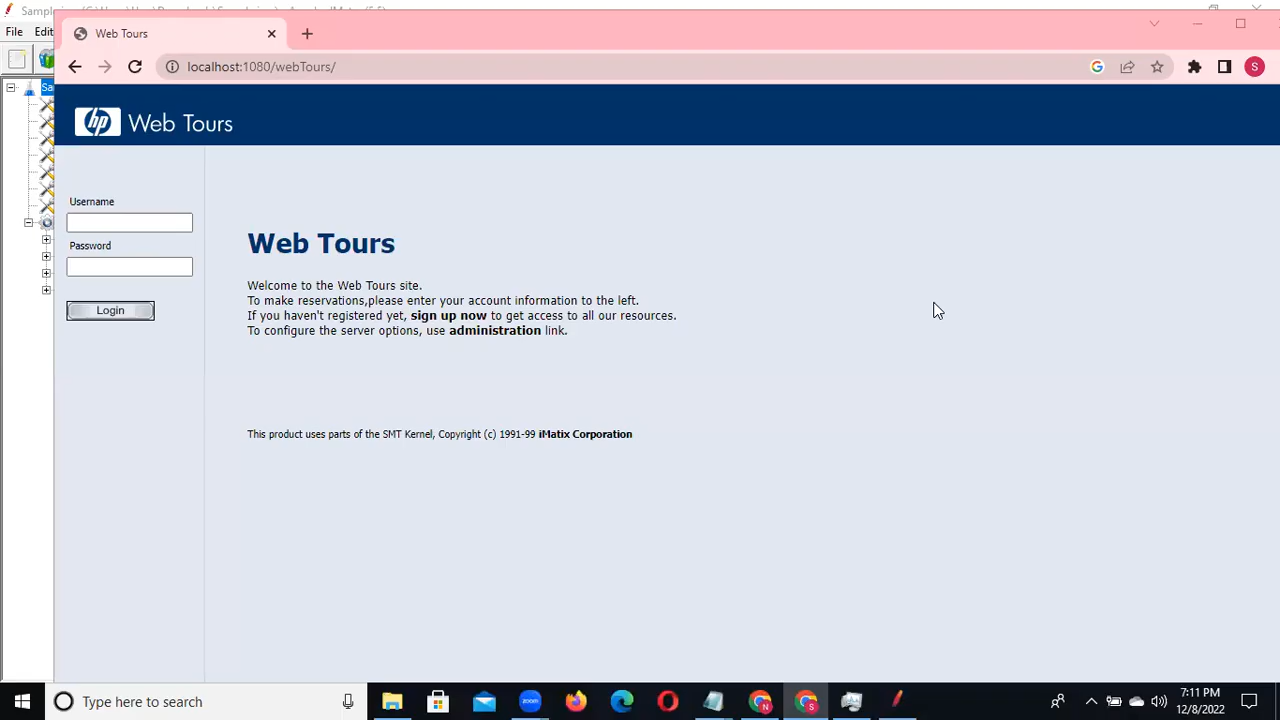 File Edit
Web Tours
localhost:1080/webTours/
S
hp Web Tours
Sa
Username
Password
Login
Web Tours
Welcome to the Web Tours site.
To make reservations,please enter your account information to the left.
If you haven't registered yet, sign up now to get access to all our resources.
To configure the server options, use administration link.
This product uses parts of the SMT Kernel, Copyright (c) 1991-99 iMatix Corporation
Type here to search
zoom
N
S
7:11 PM
12/8/2022